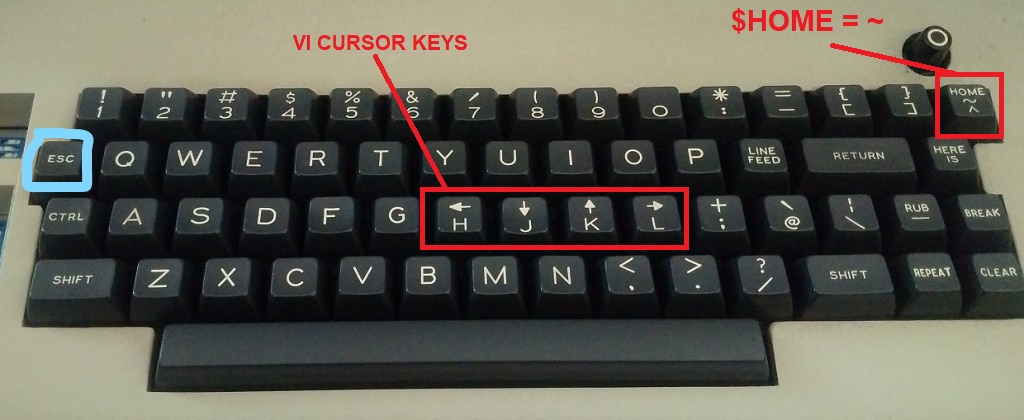 $HOME = ~
VI CURSOR KEYS
! " # $ % & ' ( ) * = { } HOME ~
1 2 3 4 5 6 7 8 9 O : - [ ] ^
ESC Q W E R T Y U I O P LINE FEED RETURN HERE IS
← ↓ ↑ → + ` ¦ RUB
CTRL A S D F G H J K L ; @ \ _ BREAK
< > ?
SHIFT Z X C V B M N , . / SHIFT REPEAT CLEAR